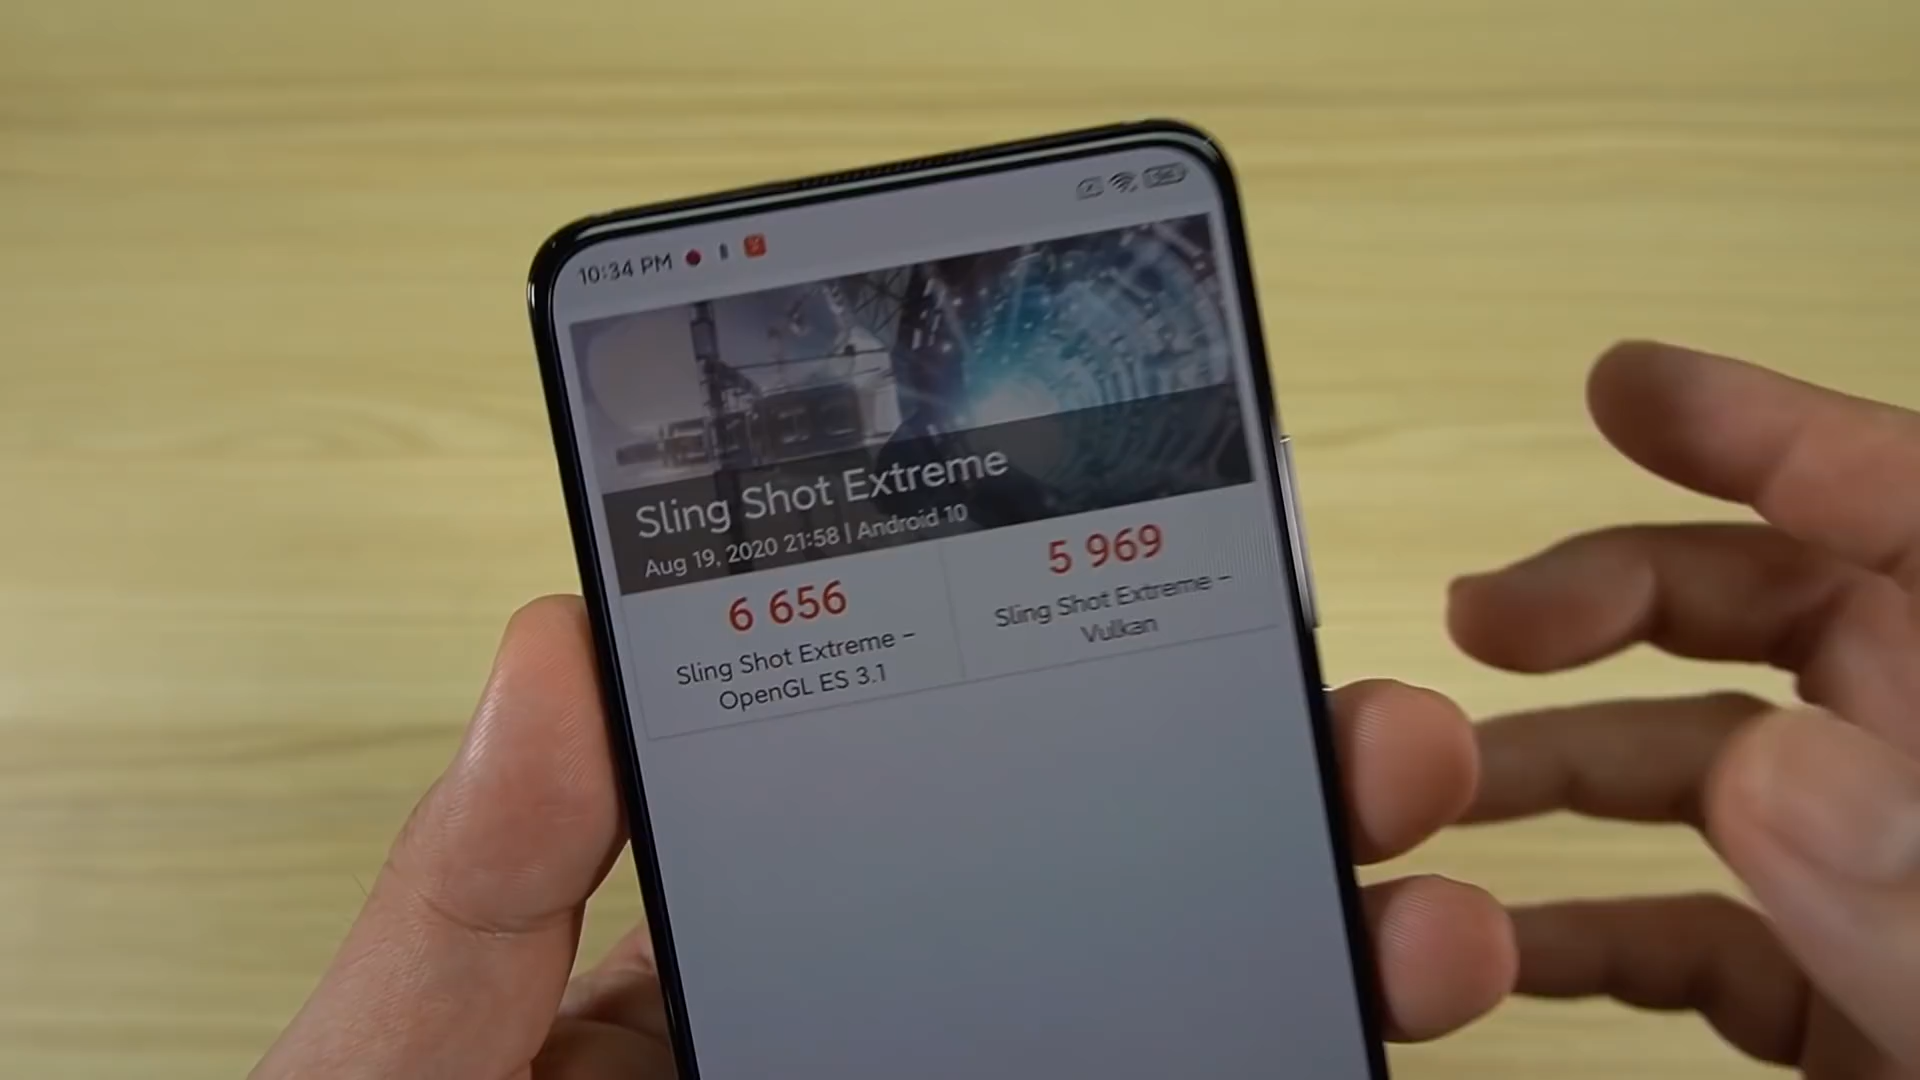 10:34 PM
Sling Shot Extreme
Aug 19, 2020 21:58 | Android 10
6 656
Sling Shot Extreme –
OpenGL ES 3.1
5 969
Sling Shot Extreme –
Vulkan